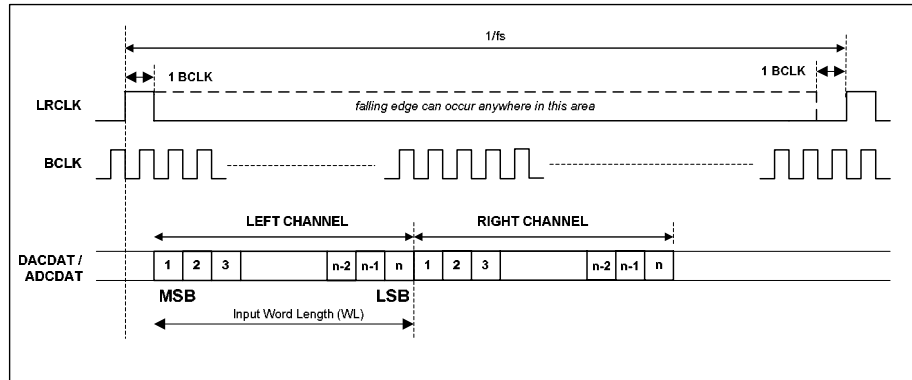 1/fs
1 BCLK
1 BCLK
LRCLK
falling edge can occur anywhere in this area
BCLK
LEFT CHANNEL
RIGHT CHANNEL
DACDAT /
ADCDAT
1 2 3 n-2 n-1 n 1 2 3 n-2 n-1 n
MSB LSB
Input Word Length (WL)